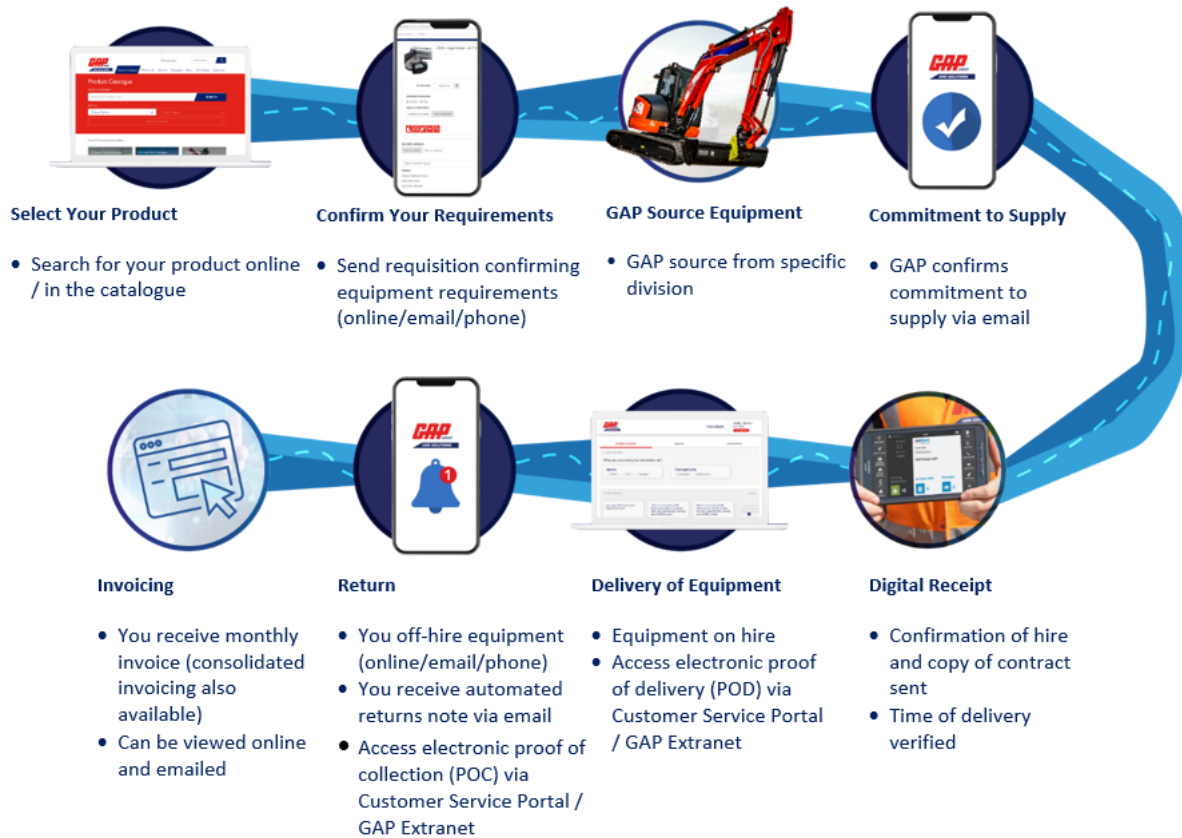 GAP
Product Catalogue
GAP
HIRE SOLUTIONS
Select Your Product
• Search for your product online
/ in the catalogue
Confirm Your Requirements
• Send requisition confirming
equipment requirements
(online/email/phone)
GAP Source Equipment
• GAP source from specific
division
Commitment to Supply
• GAP confirms
commitment to
supply via email
GAP
HIRE SOLUTIONS
1
GAP
Invoicing
• You receive monthly
invoice (consolidated
invoicing also
available)
• Can be viewed online
and emailed
Return
• You off-hire equipment
(online/email/phone)
• You receive automated
returns note via email
• Access electronic proof of
collection (POC) via
Customer Service Portal /
GAP Extranet
Delivery of Equipment
• Equipment on hire
• Access electronic proof
of delivery (POD) via
Customer Service Portal
/ GAP Extranet
Digital Receipt
• Confirmation of hire
and copy of contract
sent
• Time of delivery
verified